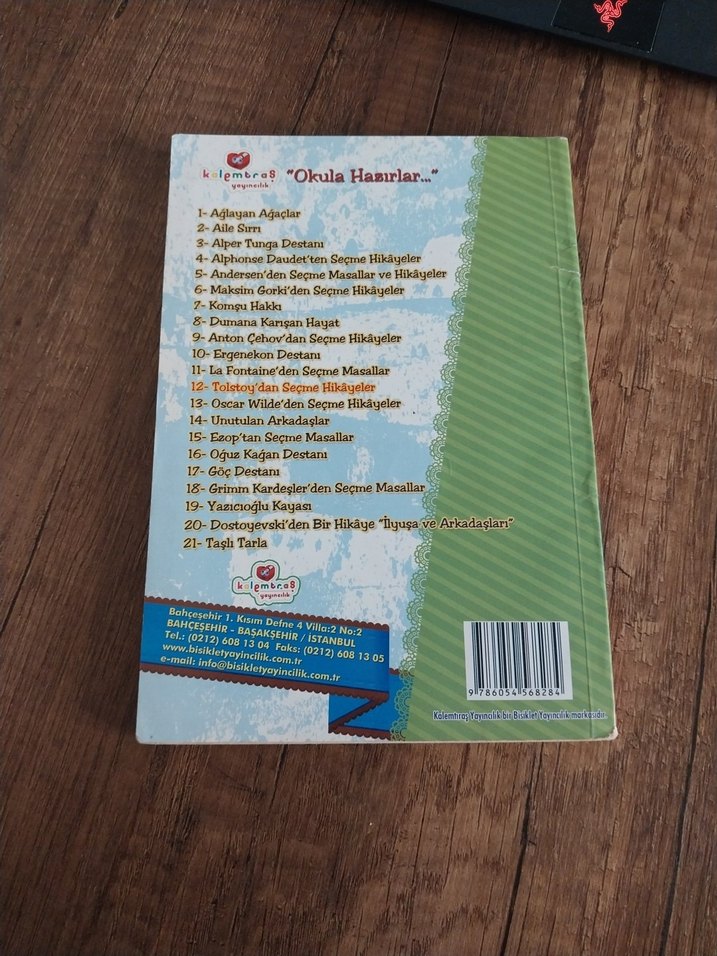 kalemtraş
yayıncılık
"Okula Hazırlar..."
1- Ağlayan Ağaçlar
2- Aile Sırrı
3- Alper Tunga Destanı
4- Alphonse Daudet'ten Seçme Hikâyeler
5- Andersen'den Seçme Masallar ve Hikâyeler
6- Maksim Gorki'den Seçme Hikâyeler
7- Komşu Hakkı
8- Dumana Karışan Hayat
9- Anton Çehov'dan Seçme Hikâyeler
10- Ergenekon Destanı
11- La Fontaine'den Seçme Masallar
12- Tolstoy'dan Seçme Hikâyeler
13- Oscar Wilde'den Seçme Hikâyeler
14- Unutulan Arkadaşlar
15- Ezop'tan Seçme Masallar
16- Oğuz Kağan Destanı
17- Göç Destanı
18- Grimm Kardeşler'den Seçme Masallar
19- Yazıcıoğlu Kayası
20- Dostoyevski'den Bir Hikâye "İlyuşa ve Arkadaşları"
21- Taşlı Tarla
kalemtraş
yayıncılık
Bahçeşehir 1. Kısım Defne 4 Villa:2 No:2
BAHÇEŞEHİR - BAŞAKŞEHİR / İSTANBUL
Tel.: (0212) 608 13 04 Faks: (0212) 608 13 05
www.bisikletyayincilik.com.tr
e-mail: info@bisikletyayincilik.com.tr
9 786054 568284
Kalemtıraş Yayıncılık bir Bisiklet Yayıncılık markasıdır.